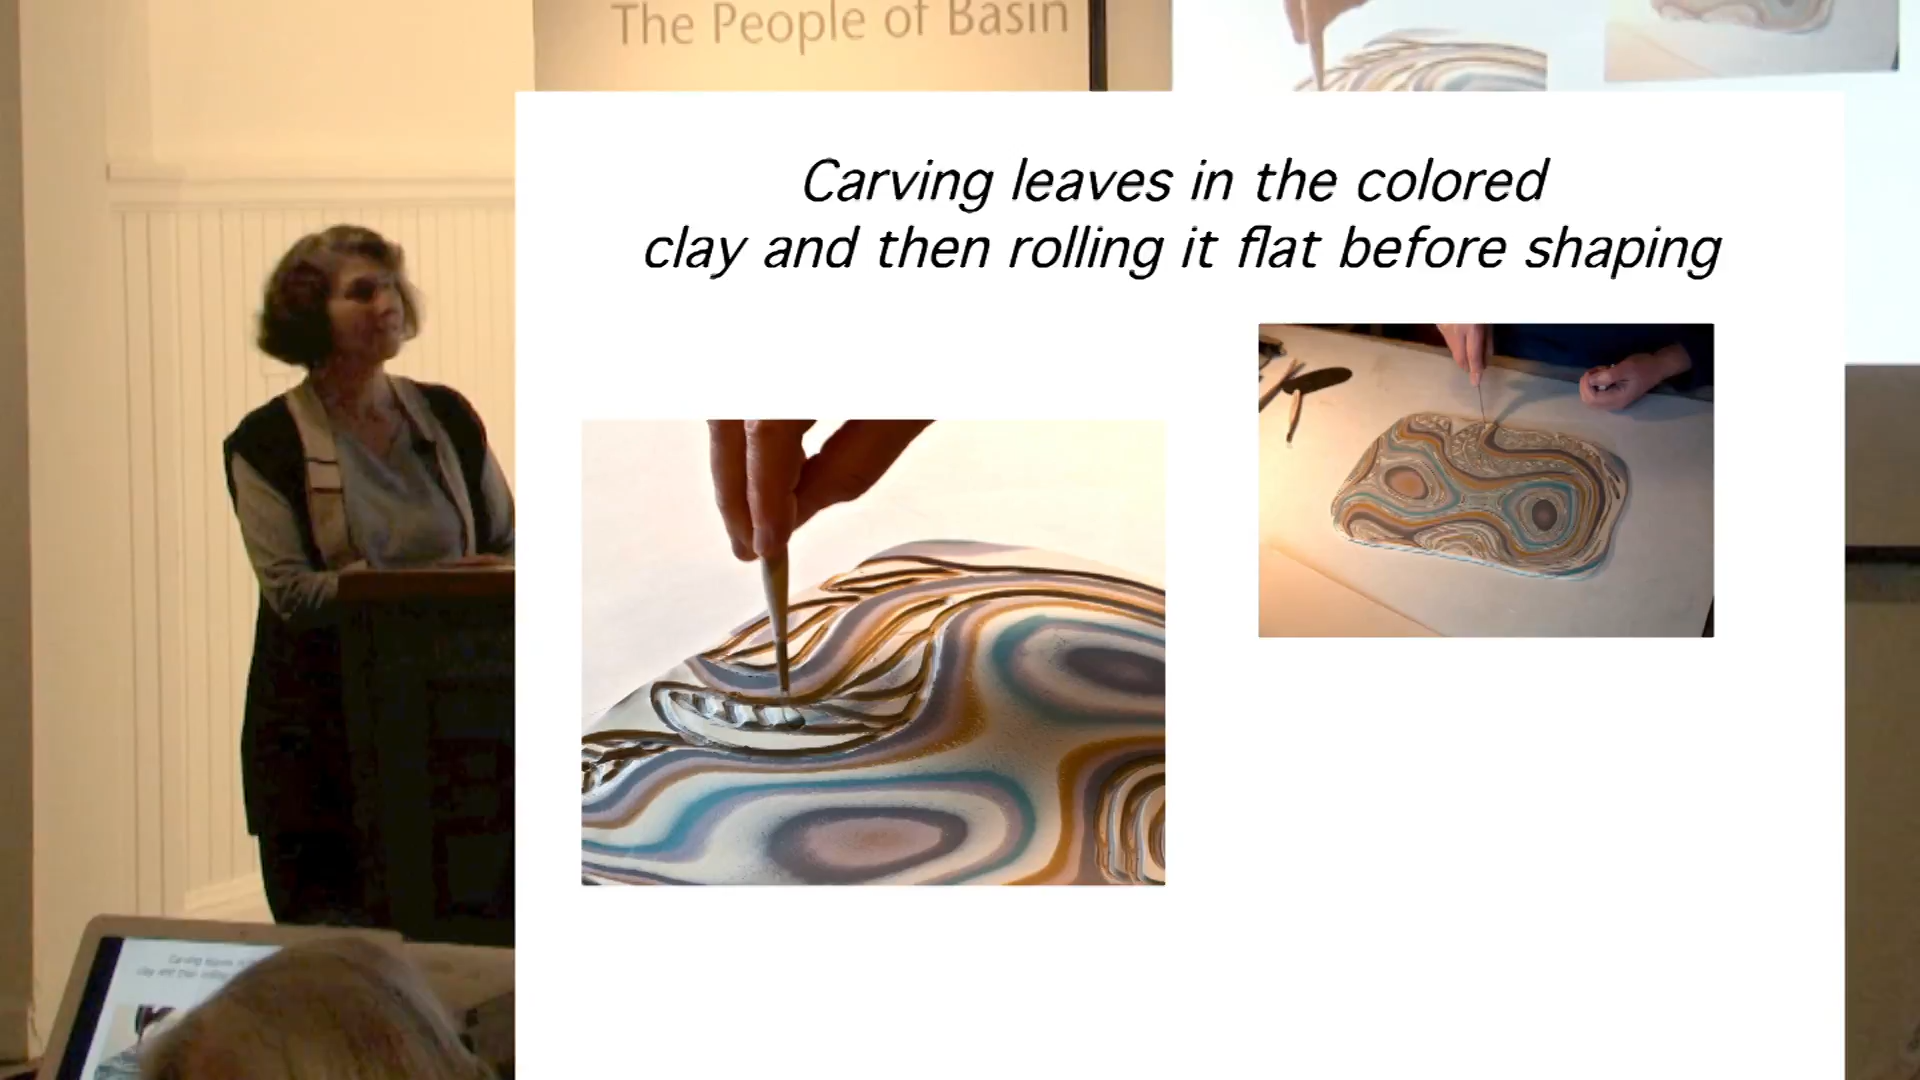 The People of Basin
Carving leaves in the colored
clay and then rolling it flat before shaping